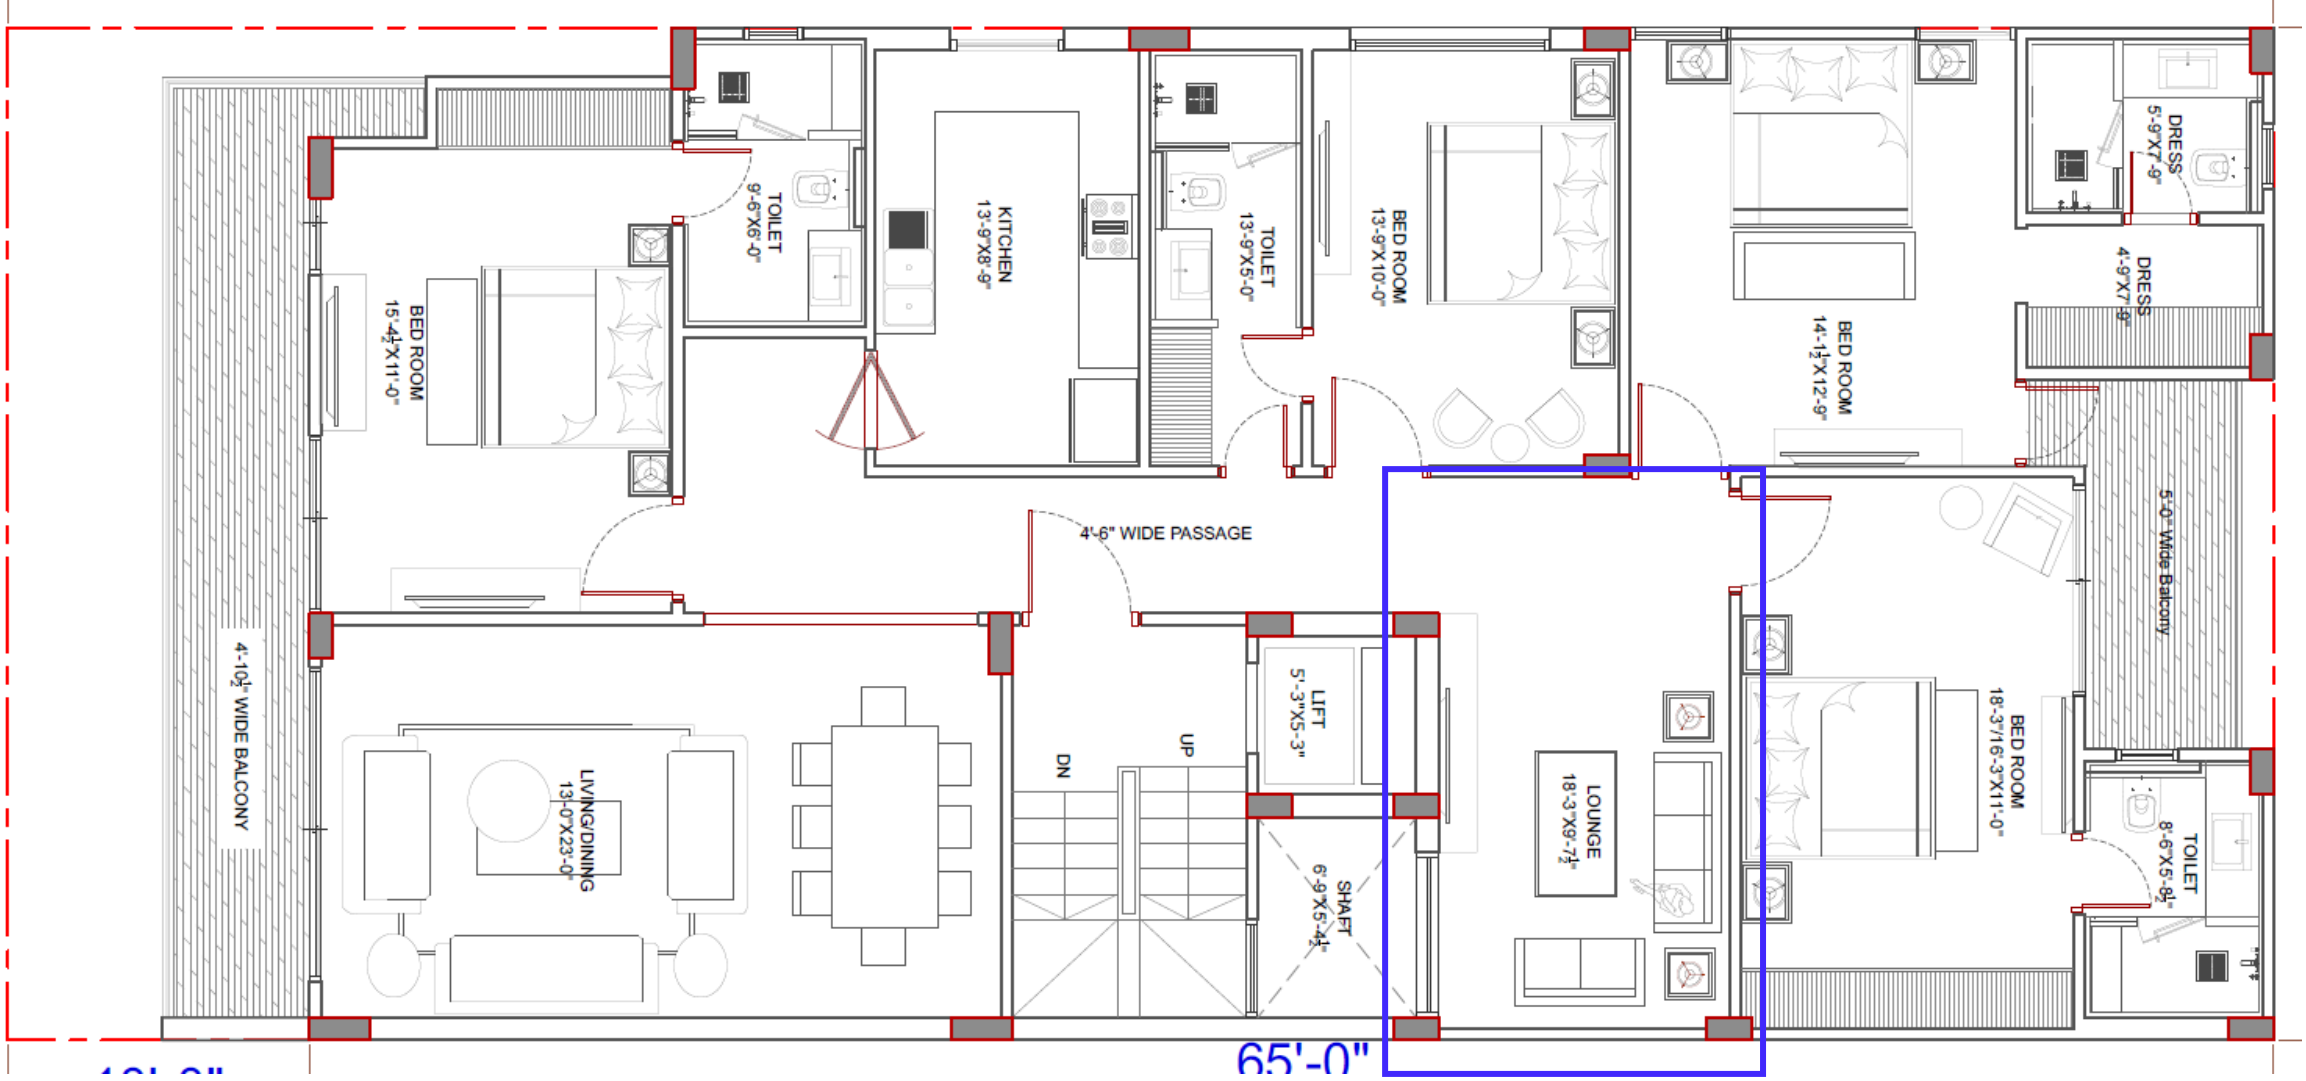 TOILET
9'-6"X6'-0"
KITCHEN
13'-9"X8'-9"
TOILET
13'-9"X5'-0"
BED ROOM
13'-9"X10'-0"
BED ROOM
14'-1½"X12'-9"
DRESS
5'-9"X7'-9"
DRESS
4'-9"X7'-9"
BED ROOM
15'-4½"X11'-0"
4'-6" WIDE PASSAGE
5'-0" Wide Balcony
4'-10½" WIDE BALCONY
LIVING/DINING
13'-0"X23'-0"
DN
UP
LIFT
5'-3"X5'-3"
SHAFT
6'-9"X5'-4½"
LOUNGE
18'-3"X9'-7½"
BED ROOM
18'-3"/16'-3"X11'-0"
TOILET
8'-6"X5'-8½"
65'-0"